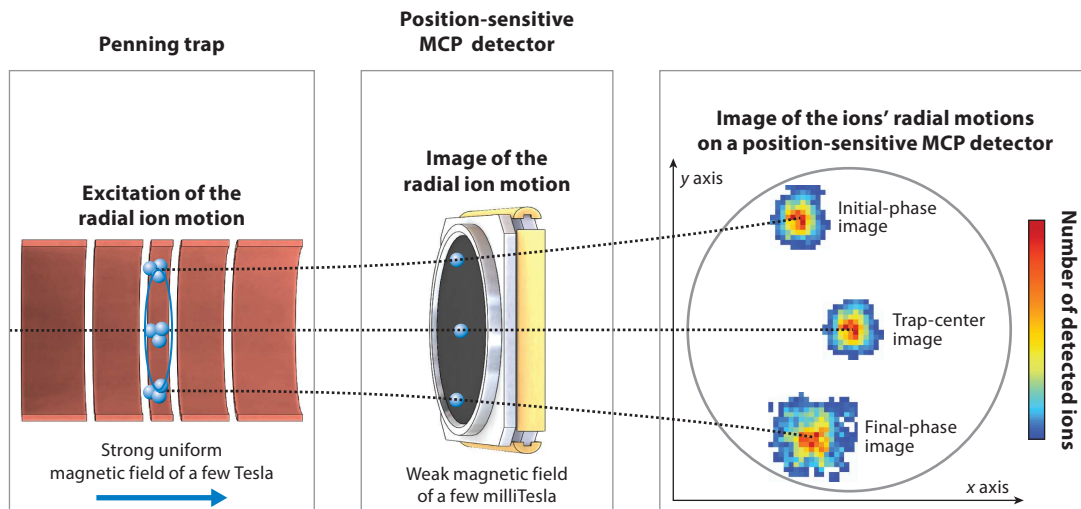 Penning trap
Position-sensitive
MCP detector
Excitation of the
radial ion motion
Strong uniform
magnetic field of a few Tesla
Image of the
radial ion motion
Weak magnetic field
of a few milliTesla
Image of the ions’ radial motions
on a position-sensitive MCP detector
y axis
Initial-phase
image
Trap-center
image
Final-phase
image
x axis
Number of detected ions